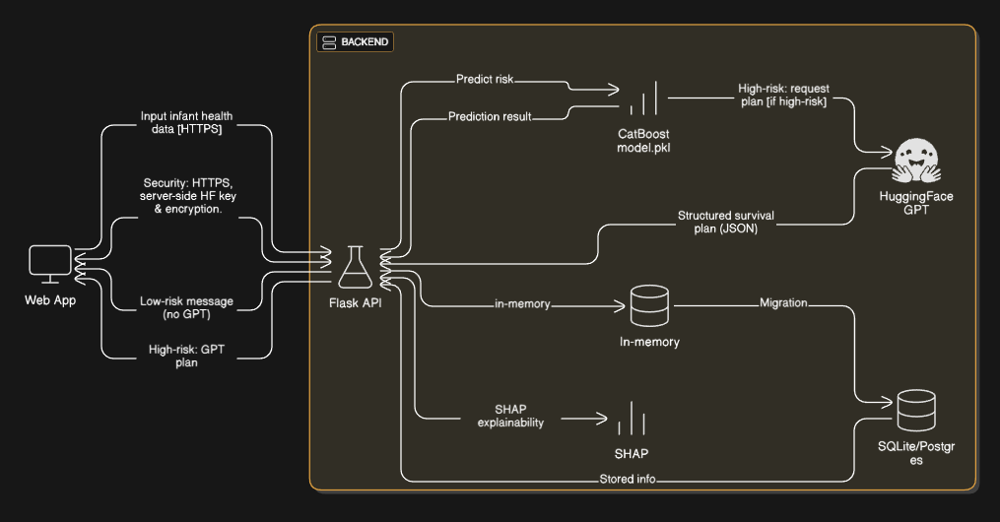 BACKEND
Predict risk
High-risk: request
plan [if high-risk]
Input infant health
data [HTTPS]
Prediction result
CatBoost
model.pkl
Security: HTTPS,
server-side HF key
& encryption.
HuggingFace
GPT
Structured survival
plan (JSON)
Web App
Flask API
Low-risk message
(no GPT)
in-memory
Migration
In-memory
High-risk: GPT
plan
SHAP
explainability
SHAP
SQLite/Postgr
es
Stored info